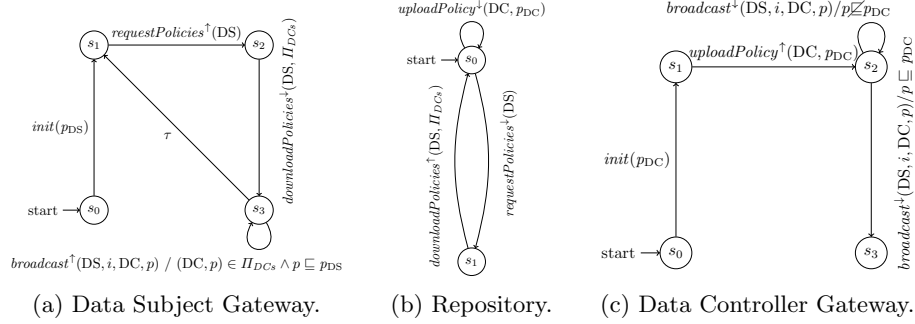 s₁
requestPolicies↑(DS)
s₂
init(p_DS)
τ
downloadPolicies↓(DS, Π_DCs)
start
s₀
s₃
broadcast↑(DS, i, DC, p) / (DC, p) ∈ Π_DCs ∧ p ⊑ p_DS
(a) Data Subject Gateway.
uploadPolicy↓(DC, p_DC)
start
s₀
downloadPolicies↑(DS, Π_DCs)
requestPolicies↓(DS)
s₁
(b) Repository.
broadcast↓(DS, i, DC, p)/p⋢p_DC
s₁
uploadPolicy↑(DC, p_DC)
s₂
init(p_DC)
broadcast↓(DS, i, DC, p)/p ⊑ p_DC
start
s₀
s₃
(c) Data Controller Gateway.